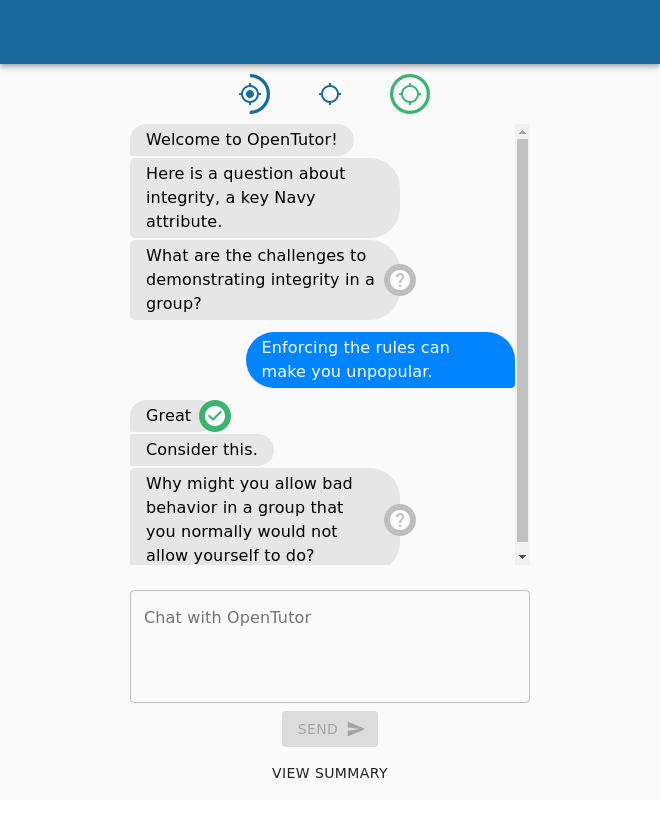 Welcome to OpenTutor!
Here is a question about
integrity, a key Navy
attribute.
What are the challenges to
demonstrating integrity in a
group?
Enforcing the rules can
make you unpopular.
Great
Consider this.
Why might you allow bad
behavior in a group that
you normally would not
allow yourself to do?
Chat with OpenTutor
SEND
VIEW SUMMARY